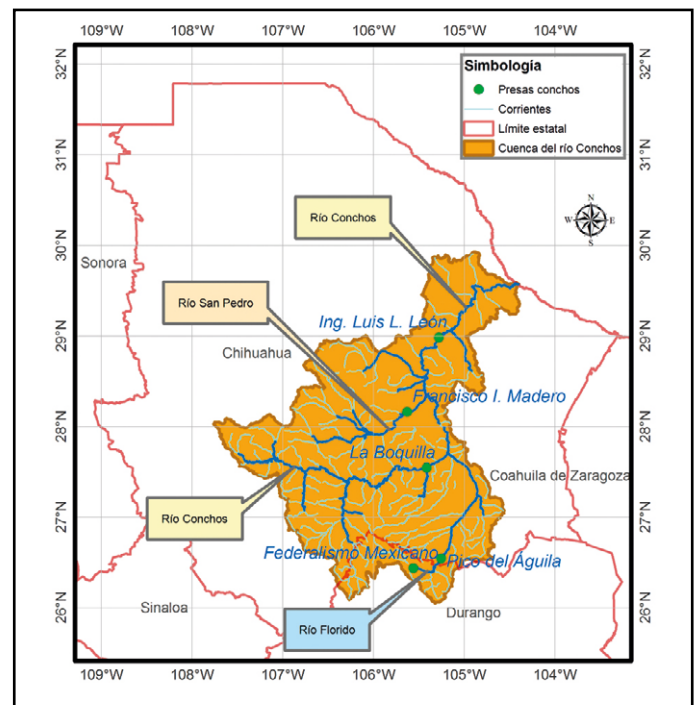 109°W 108°W 107°W 106°W 105°W 104°W
32°N 32°N
Simbología
Presas conchos
Corrientes
Límite estatal
Cuenca del río Conchos
31°N 31°N
N
W E
S
Río Conchos
30°N 30°N
Sonora
Río San Pedro
Ing. Luis L. León
29°N 29°N
Chihuahua
Francisco I. Madero
28°N 28°N
La Boquilla
Coahuila de Zaragoza
Río Conchos
27°N 27°N
Federalismo Mexicano
Pico del Águila
26°N 26°N
Sinaloa
Durango
Río Florido
109°W 108°W 107°W 106°W 105°W 104°W